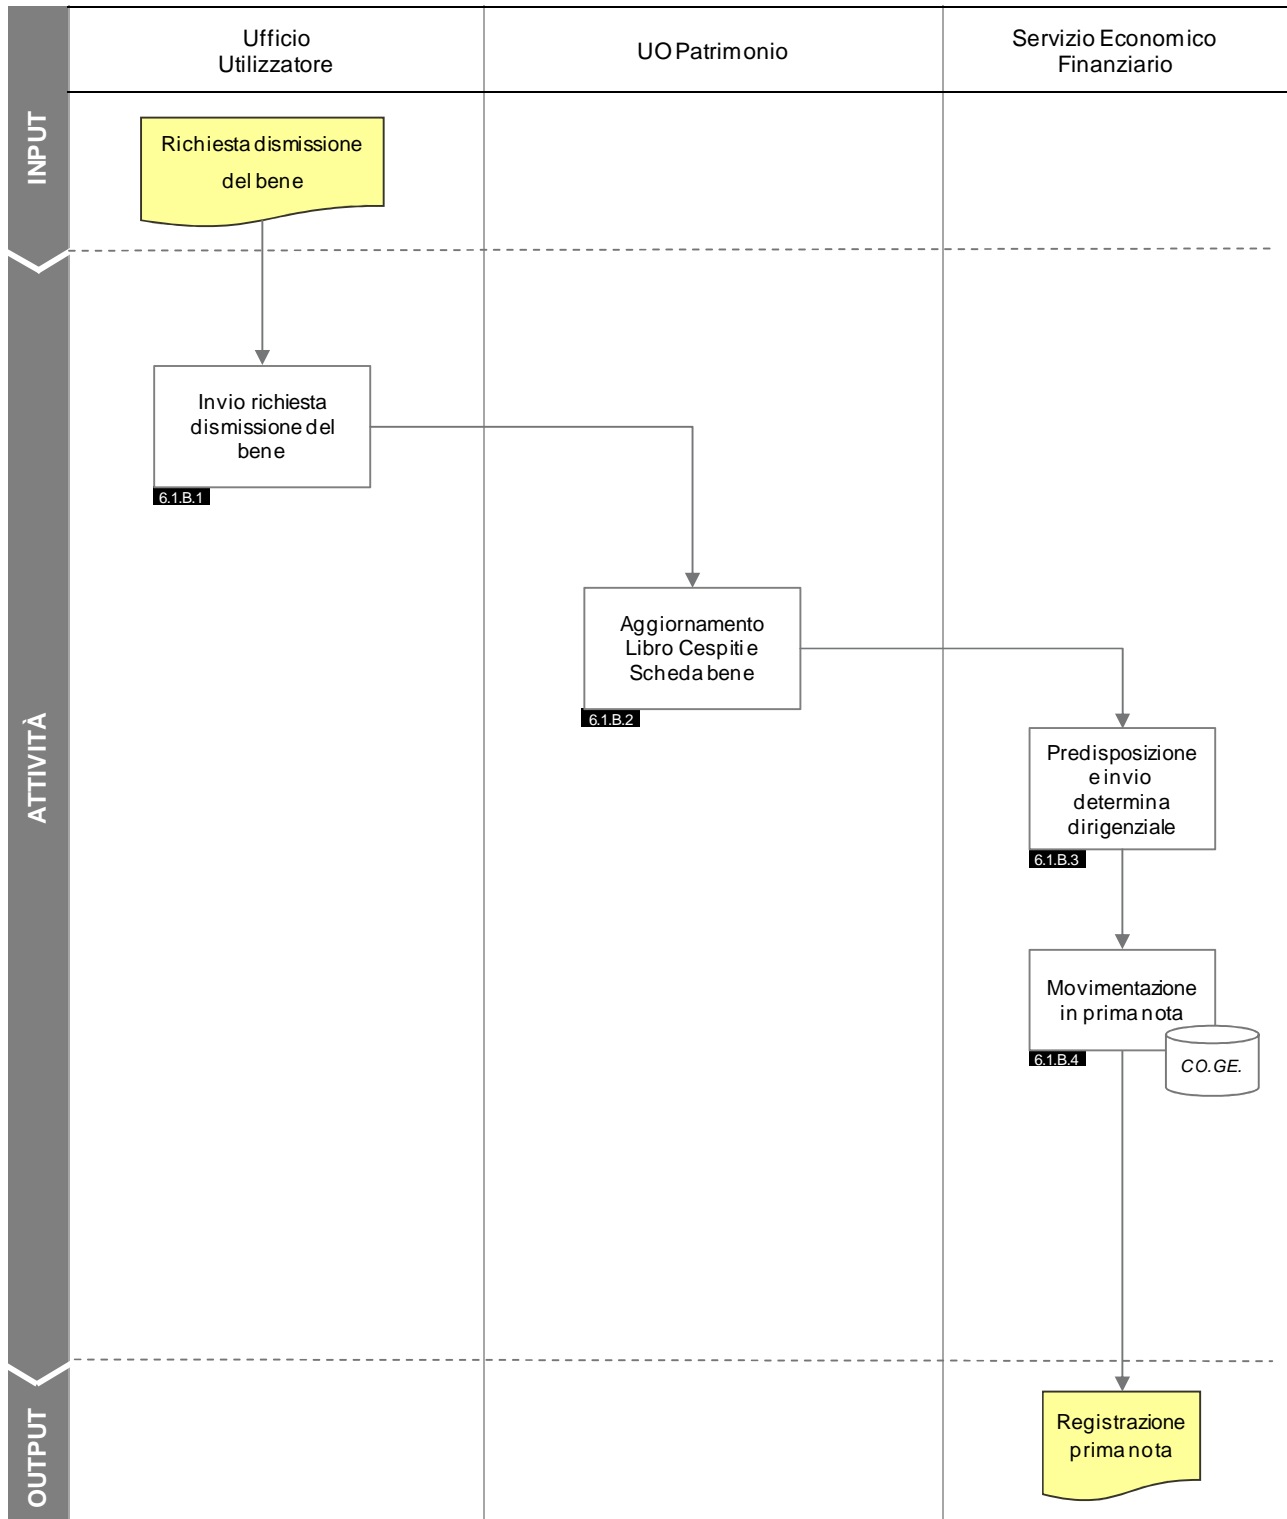 Ufficio
Utilizzatore
UO Patrimonio
Servizio Economico
Finanziario
INPUT
Richiesta dismissione
del bene
ATTIVITÀ
Invio richiesta
dismissione del
bene
6.1.B.1
Aggiornamento
Libro Cespiti e
Scheda bene
6.1.B.2
Predisposizione
e invio
determina
dirigenziale
6.1.B.3
Movimentazione
in prima nota
6.1.B.4
CO.GE.
OUTPUT
Registrazione
prima nota